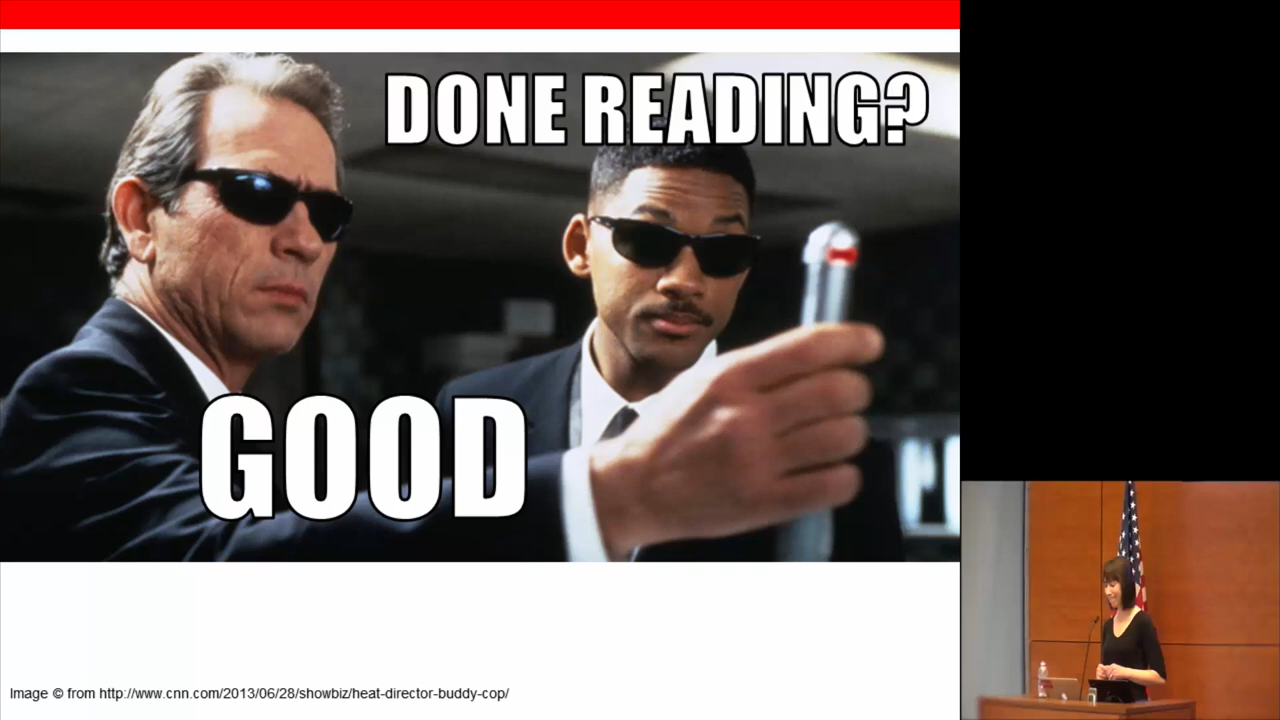 DONE READING?
GOOD
Image © from http://www.cnn.com/2013/06/28/showbiz/heat-director-buddy-cop/